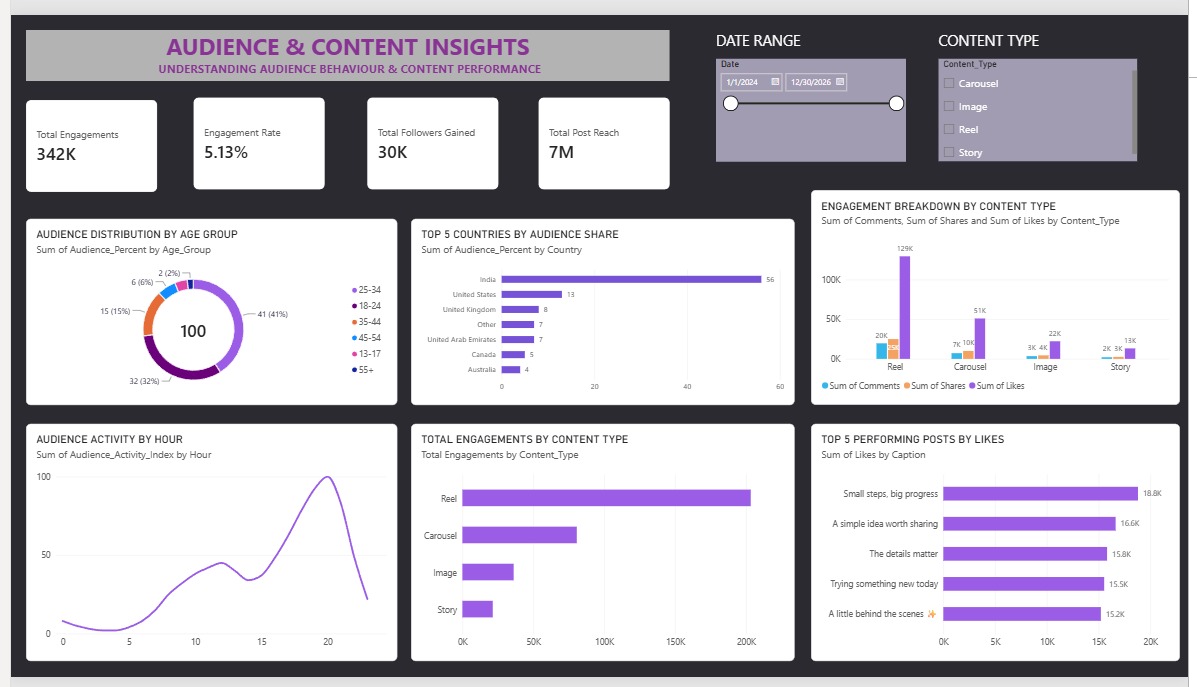 AUDIENCE & CONTENT INSIGHTS
UNDERSTANDING AUDIENCE BEHAVIOUR & CONTENT PERFORMANCE
DATE RANGE
Date
1/1/2024
12/30/2026
CONTENT TYPE
Content_Type
Carousel
Image
Reel
Story
Total Engagements
342K
Engagement Rate
5.13%
Total Followers Gained
30K
Total Post Reach
7M
AUDIENCE DISTRIBUTION BY AGE GROUP
Sum of Audience_Percent by Age_Group
2 (2%)
6 (6%)
15 (15%)
32 (32%)
41 (41%)
100
25-34
18-24
35-44
45-54
13-17
55+
TOP 5 COUNTRIES BY AUDIENCE SHARE
Sum of Audience_Percent by Country
India 56
United States 13
United Kingdom 8
Other 7
United Arab Emirates 7
Canada 5
Australia 4
0 20 40 60
ENGAGEMENT BREAKDOWN BY CONTENT TYPE
Sum of Comments, Sum of Shares and Sum of Likes by Content_Type
100K
50K
0K
20K 129K
7K 10K 51K
3K 4K 22K
2K 3K 13K
Reel Carousel Image Story
Sum of Comments Sum of Shares Sum of Likes
AUDIENCE ACTIVITY BY HOUR
Sum of Audience_Activity_Index by Hour
100
50
0
0 5 10 15 20
TOTAL ENGAGEMENTS BY CONTENT TYPE
Total Engagements by Content_Type
Reel
Carousel
Image
Story
0K 50K 100K 150K 200K
TOP 5 PERFORMING POSTS BY LIKES
Sum of Likes by Caption
Small steps, big progress 18.8K
A simple idea worth sharing 16.6K
The details matter 15.8K
Trying something new today 15.5K
A little behind the scenes ✨ 15.2K
0K 5K 10K 15K 20K